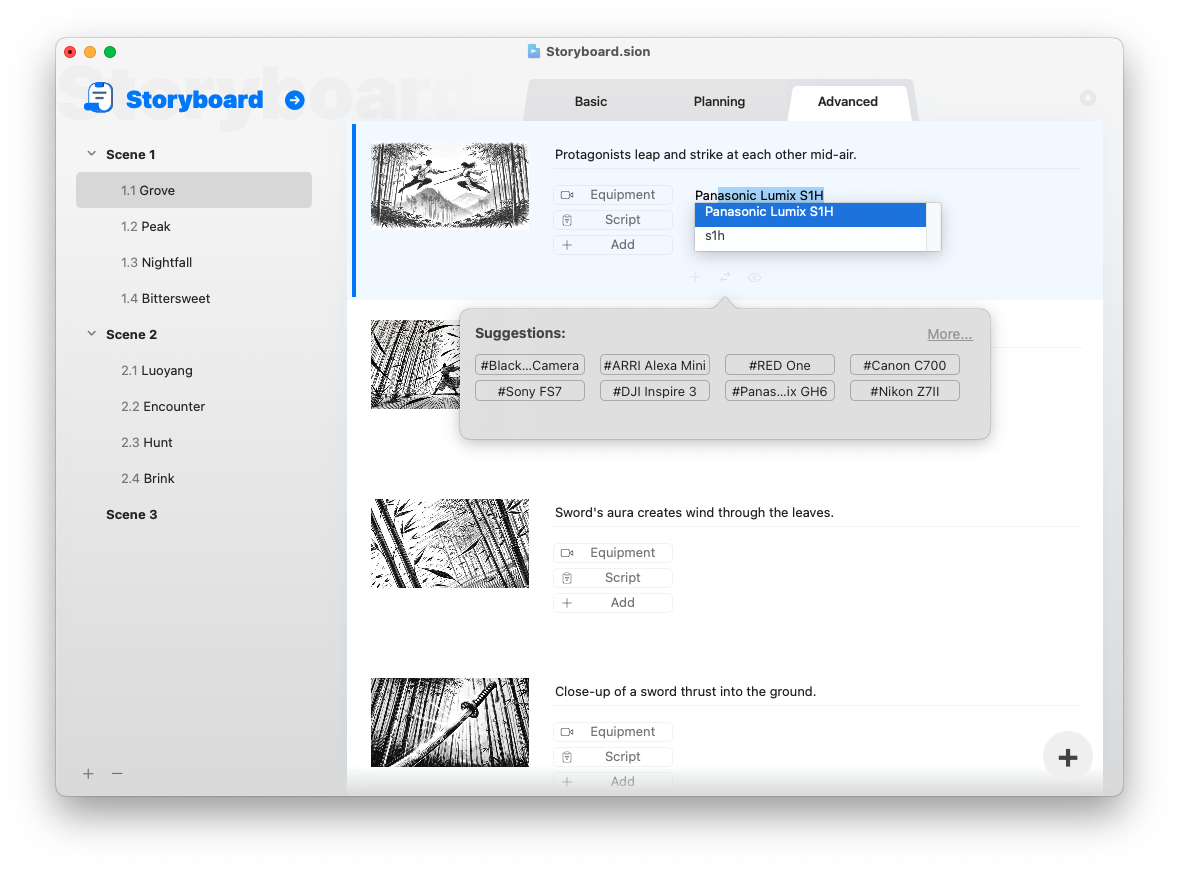 Storyboard.sion
Storyboard
Storyboard
Basic
Planning
Advanced
Scene 1
1.1 Grove
1.2 Peak
1.3 Nightfall
1.4 Bittersweet
Scene 2
2.1 Luoyang
2.2 Encounter
2.3 Hunt
2.4 Brink
Scene 3
Protagonists leap and strike at each other mid-air.
Equipment
Script
Add
Panasonic Lumix S1H
Panasonic Lumix S1H
s1h
Suggestions:
More...
#Black...Camera
#ARRI Alexa Mini
#RED One
#Canon C700
#Sony FS7
#DJI Inspire 3
#Panas...ix GH6
#Nikon Z7II
Sword's aura creates wind through the leaves.
Equipment
Script
Add
Close-up of a sword thrust into the ground.
Equipment
Script
Add